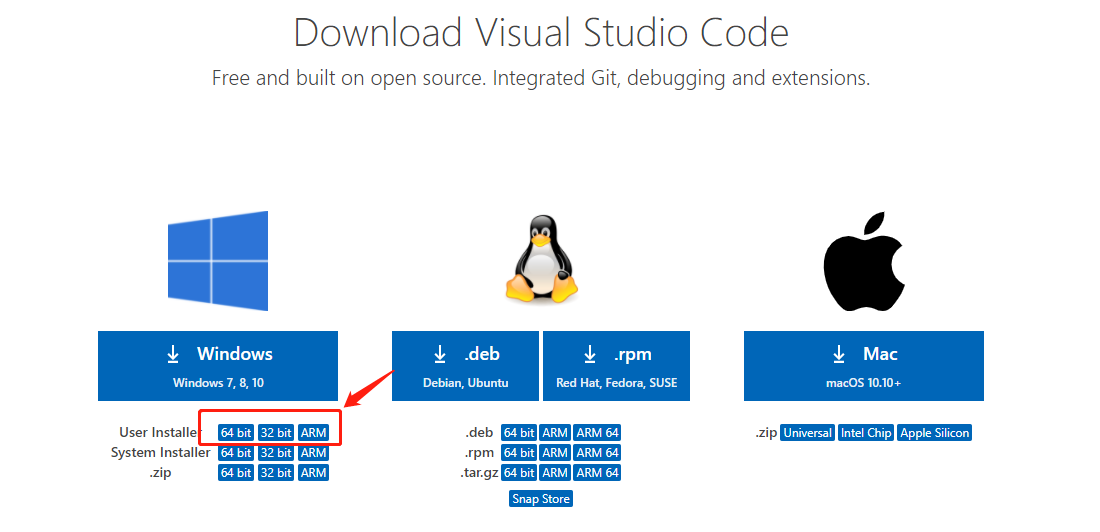 Download Visual Studio Code
Free and built on open source. Integrated Git, debugging and extensions.
Windows
Windows 7, 8, 10
User Installer 64 bit 32 bit ARM
System Installer 64 bit 32 bit ARM
.zip 64 bit 32 bit ARM
.deb
Debian, Ubuntu
.rpm
Red Hat, Fedora, SUSE
.deb 64 bit ARM ARM 64
.rpm 64 bit ARM ARM 64
.tar.gz 64 bit ARM ARM 64
Snap Store
Mac
macOS 10.10+
.zip Universal Intel Chip Apple Silicon